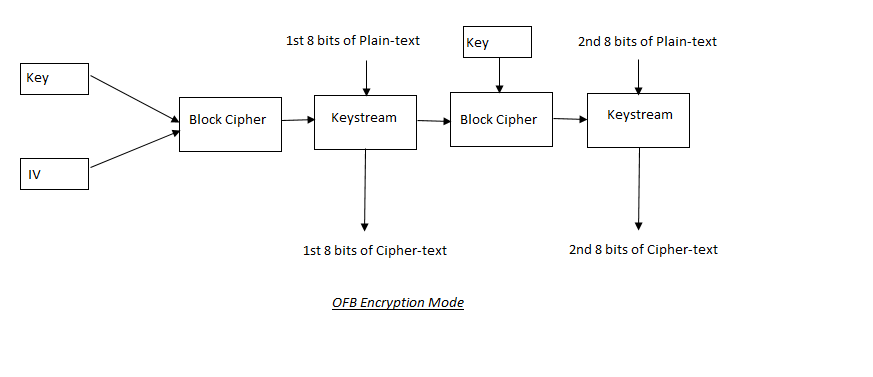 1st 8 bits of Plain-text
Key
2nd 8 bits of Plain-text
Key
Block Cipher
Keystream
Block Cipher
Keystream
IV
1st 8 bits of Cipher-text
2nd 8 bits of Cipher-text
OFB Encryption Mode